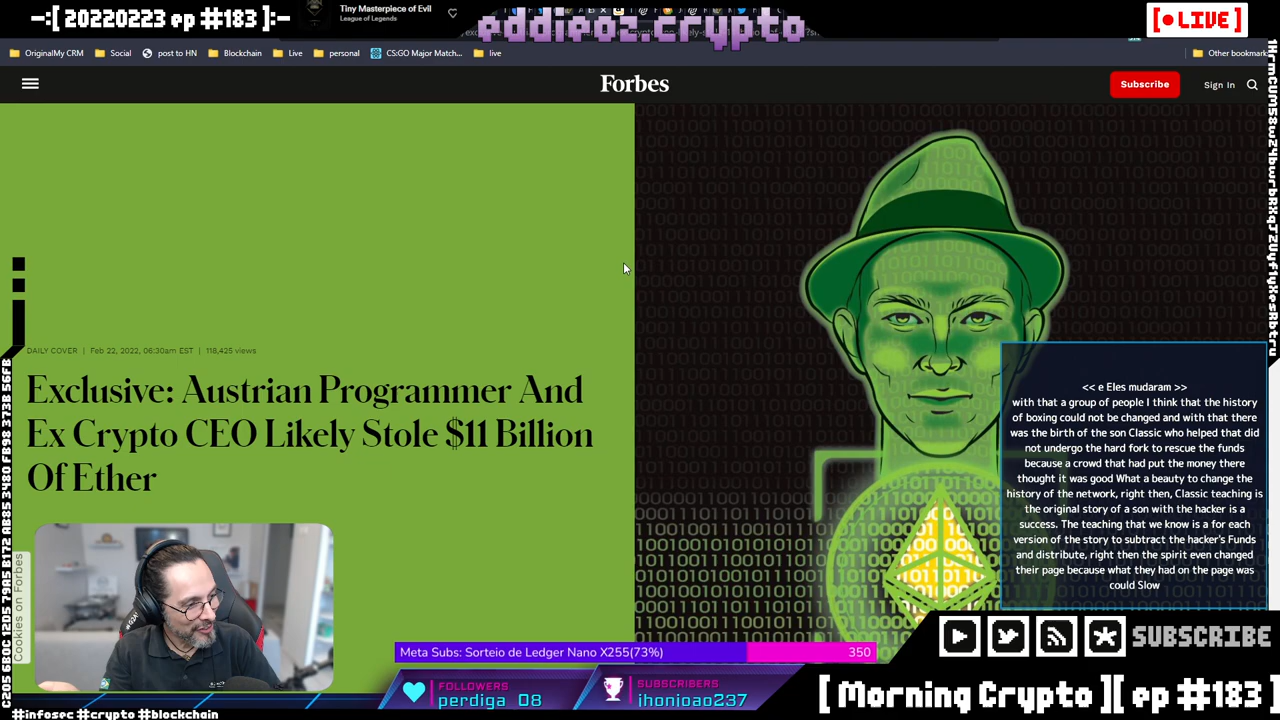 -:[ 20220223 ep #183 ]:-
Tiny Masterpiece of Evil
League of Legends
eddieoz.crypto
[●LIVE]
OriginalMy CRM
Social
post to HN
Blockchain
Live
personal
CS:GO Major Match...
live
Other bookmark
Forbes
Subscribe
Sign In
DAILY COVER | Feb 22, 2022, 06:30am EST | 118,425 views
Exclusive: Austrian Programmer And
Ex Crypto CEO Likely Stole $11 Billion
Of Ether
<< e Eles mudaram >>
with that a group of people I think that the history
of boxing could not be changed and with that there
was the birth of the son Classic who helped that did
not undergo the hard fork to rescue the funds
because a crowd that had put the money there
thought it was good What a beauty to change the
history of the network, right then, Classic teaching is
the original story of a son with the hacker is a
success. The teaching that we know is a for each
version of the story to subtract the hacker's Funds
and distribute, right then the spirit even changed
their page because what they had on the page was
could Slow
Cookies on Forbes
Meta Subs: Sorteio de Ledger Nano X255(73%)
350
SUBSCRIBE
FOLLOWERS
perdiga_08
SUBSCRIBERS
jhonjoao237
[ Morning Crypto ][ ep #183 ]
#infosec #crypto #blockchain